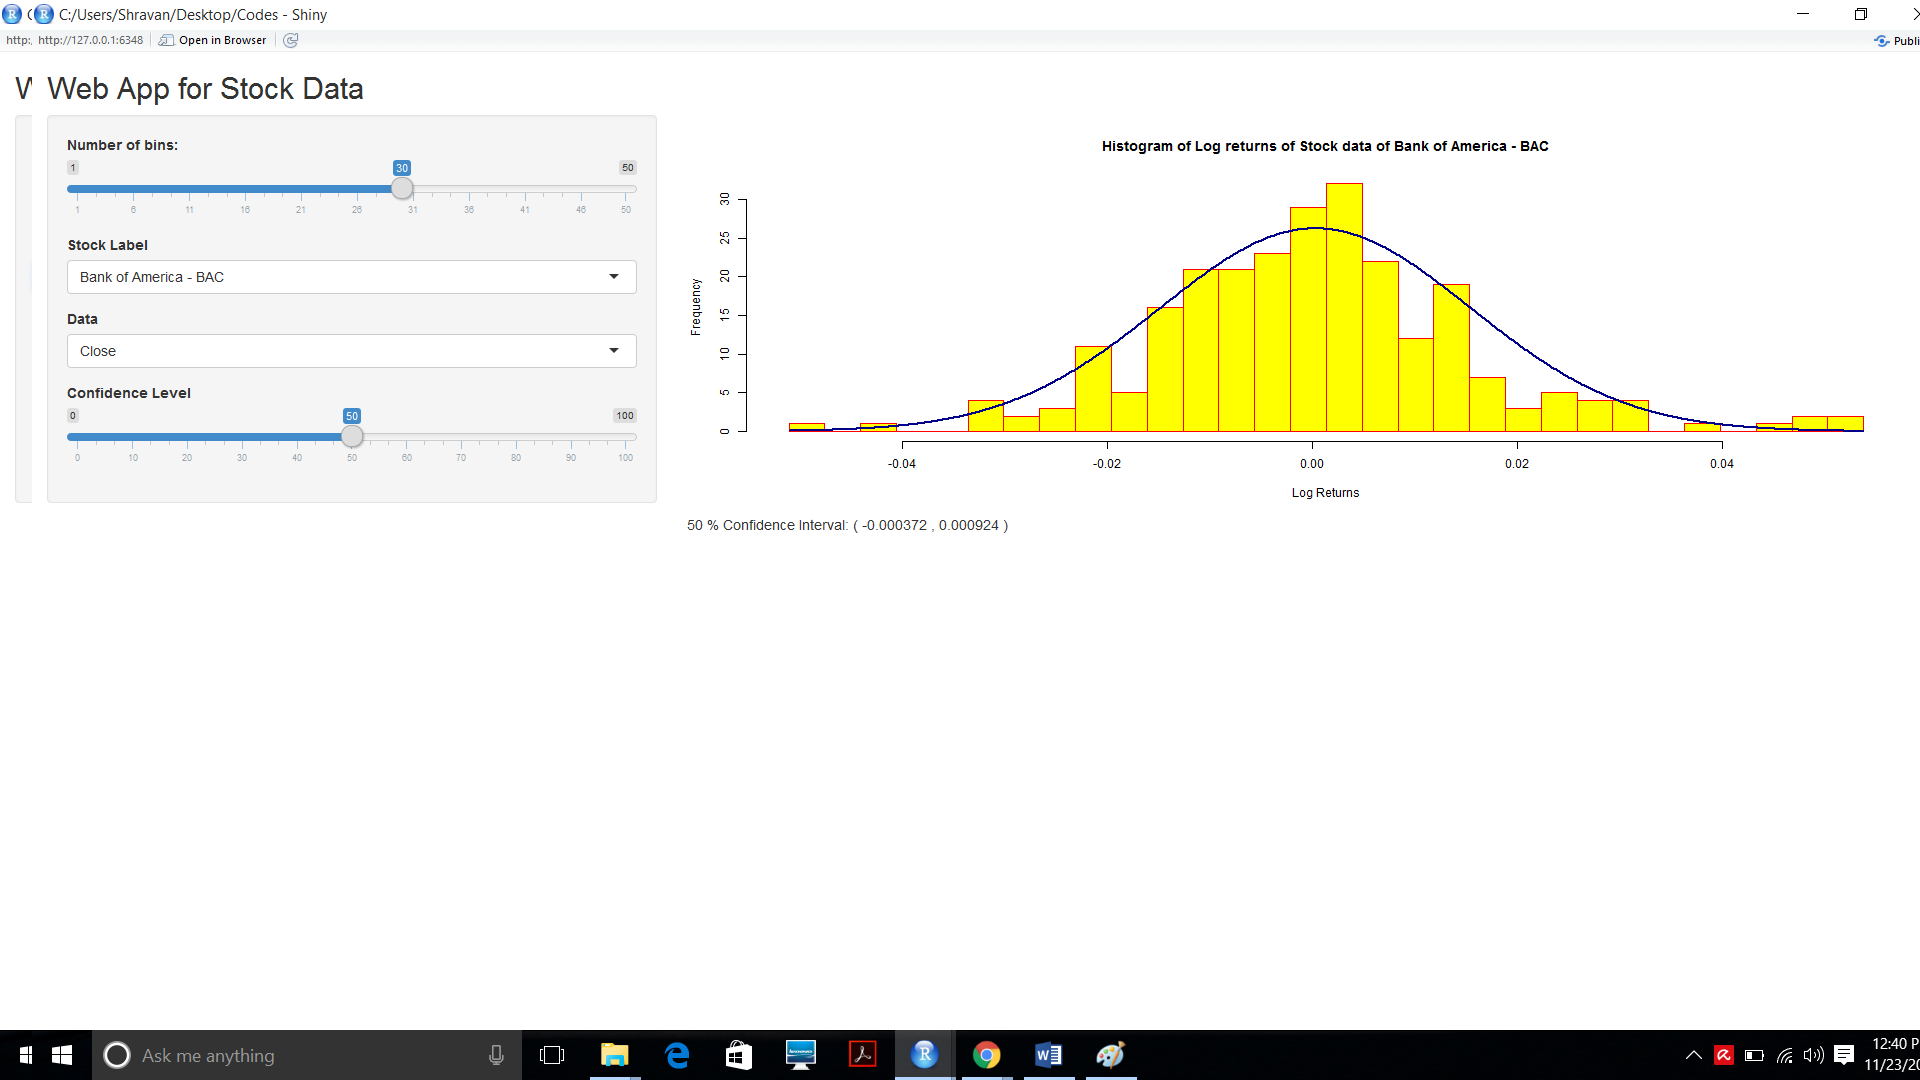 C:/Users/Shravan/Desktop/Codes - Shiny
http: http://127.0.0.1:6348 Open in Browser Publi
W Web App for Stock Data
Number of bins:
1 30 50
1 6 11 16 21 26 31 36 41 46 50
Stock Label
Bank of America - BAC
Data
Close
Confidence Level
0 50 100
0 10 20 30 40 50 60 70 80 90 100
Histogram of Log returns of Stock data of Bank of America - BAC
Frequency
30
25
20
15
10
5
0
-0.04 -0.02 0.00 0.02 0.04
Log Returns
50 % Confidence Interval: ( -0.000372 , 0.000924 )
Ask me anything
12:40 P
11/23/20